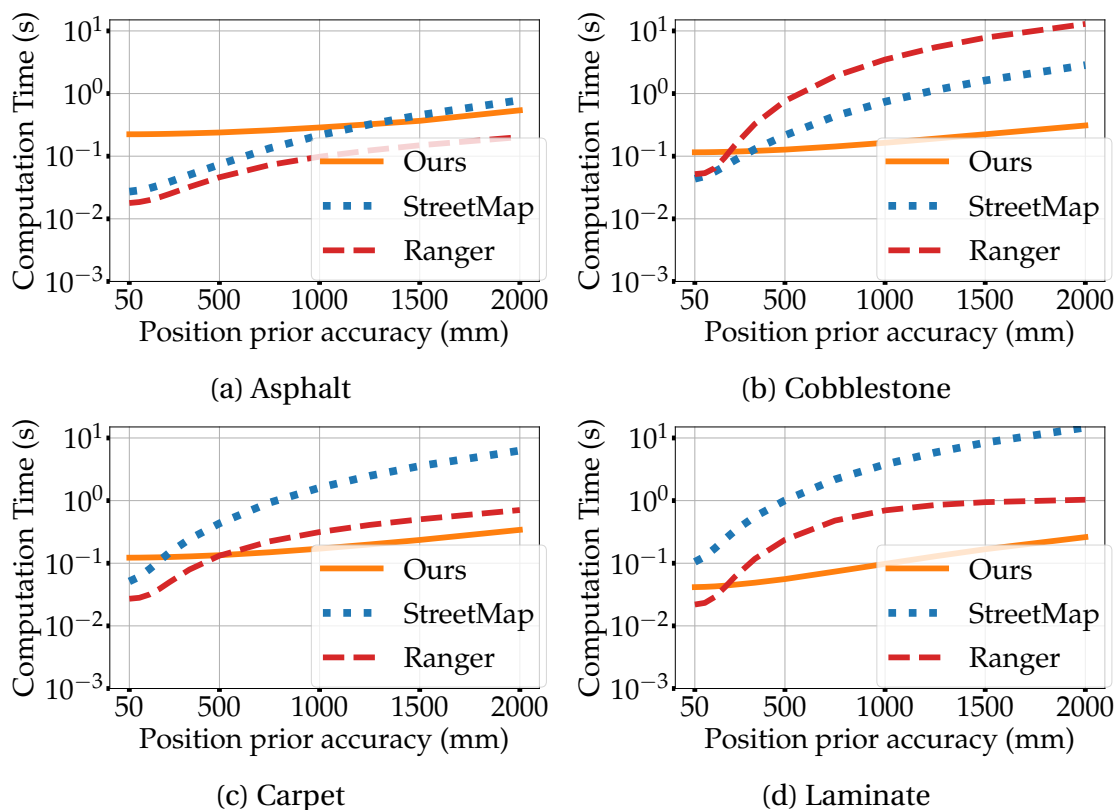 Computation Time (s)
10^1
10^0
10^-1
10^-2
10^-3
Ours
StreetMap
Ranger
50 500 1000 1500 2000
Position prior accuracy (mm)
(a) Asphalt
Computation Time (s)
10^1
10^0
10^-1
10^-2
10^-3
Ours
StreetMap
Ranger
50 500 1000 1500 2000
Position prior accuracy (mm)
(b) Cobblestone
Computation Time (s)
10^1
10^0
10^-1
10^-2
10^-3
Ours
StreetMap
Ranger
50 500 1000 1500 2000
Position prior accuracy (mm)
(c) Carpet
Computation Time (s)
10^1
10^0
10^-1
10^-2
10^-3
Ours
StreetMap
Ranger
50 500 1000 1500 2000
Position prior accuracy (mm)
(d) Laminate